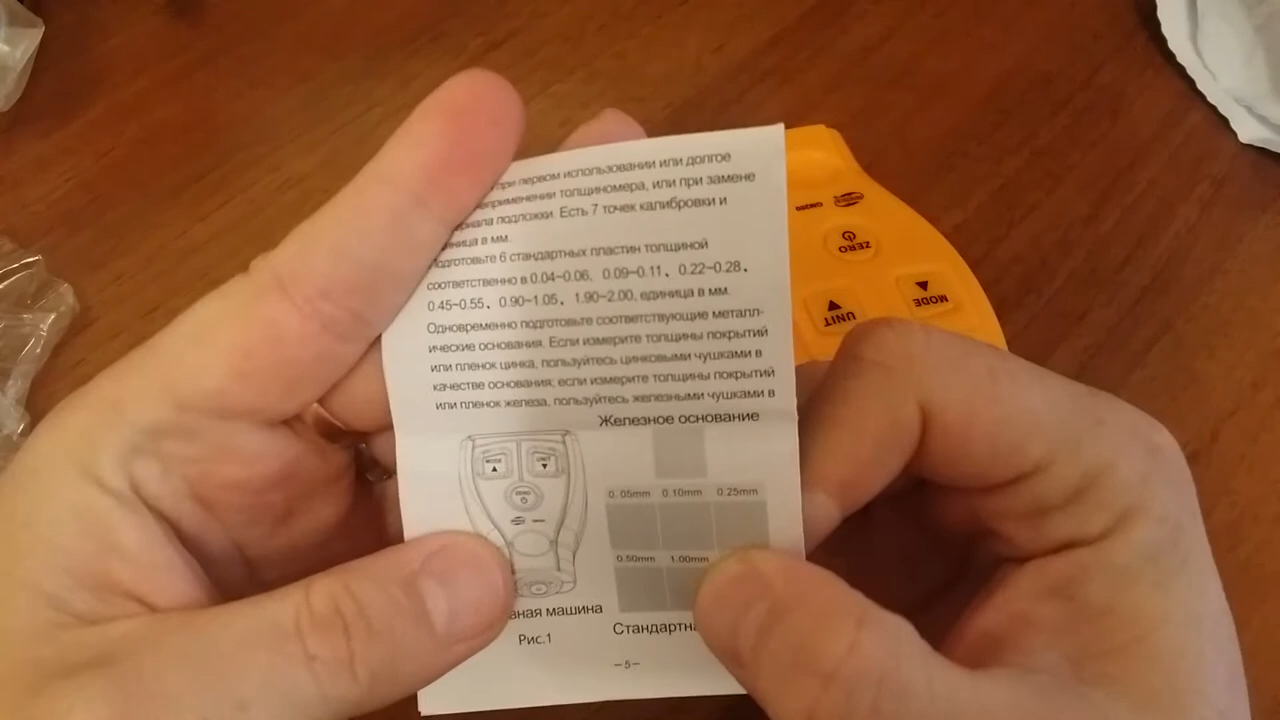 при первом использовании или долгое
неприменении толщиномера, или при замене
подложки. Есть 7 точек калибровки и
единица в мм.
Подготовьте 6 стандартных пластин толщиной
соответственно в 0.04~0.06、 0.09~0.11、 0.22~0.28、
0.45~0.55、 0.90~1.05、 1.90~2.00, единица в мм.
Одновременно подготовьте соответствующие металл-
ические основания. Если измерите толщины покрытий
или пленок цинка, пользуйтесь цинковыми чушками в
качестве основания; если измерите толщины покрытий
или пленок железа, пользуйтесь железными чушками в
Железное основание
MODE ▲
UNIT ▼
ZERO
0.05mm 0.10mm 0.25mm
0.50mm 1.00mm
машина
Рис.1
Стандартна
–5–
GM280
ZERO
MODE ▲
UNIT ▼